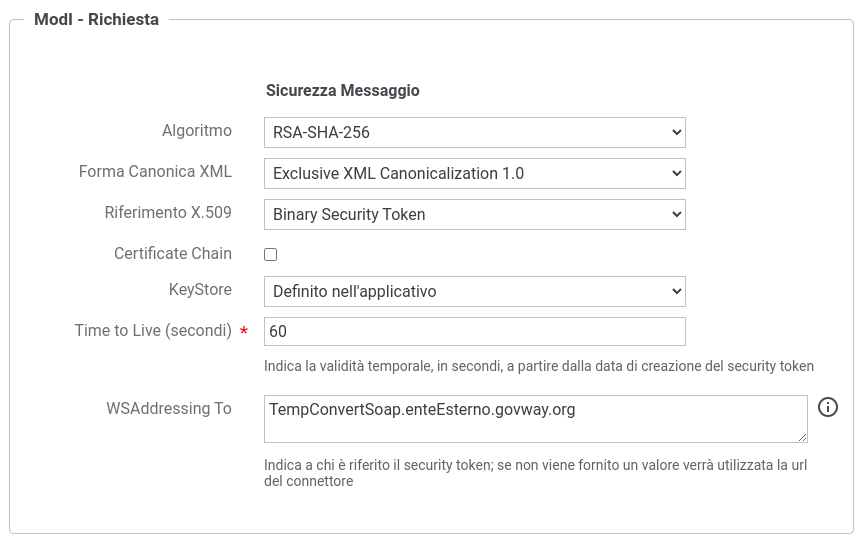 ModI - Richiesta
Sicurezza Messaggio
Algoritmo RSA-SHA-256
Forma Canonica XML Exclusive XML Canonicalization 1.0
Riferimento X.509 Binary Security Token
Certificate Chain
KeyStore Definito nell'applicativo
Time to Live (secondi) * 60
Indica la validità temporale, in secondi, a partire dalla data di creazione del security token
WSAddressing To TempConvertSoap.enteEsterno.govway.org
Indica a chi è riferito il security token; se non viene fornito un valore verrà utilizzata la url
del connettore